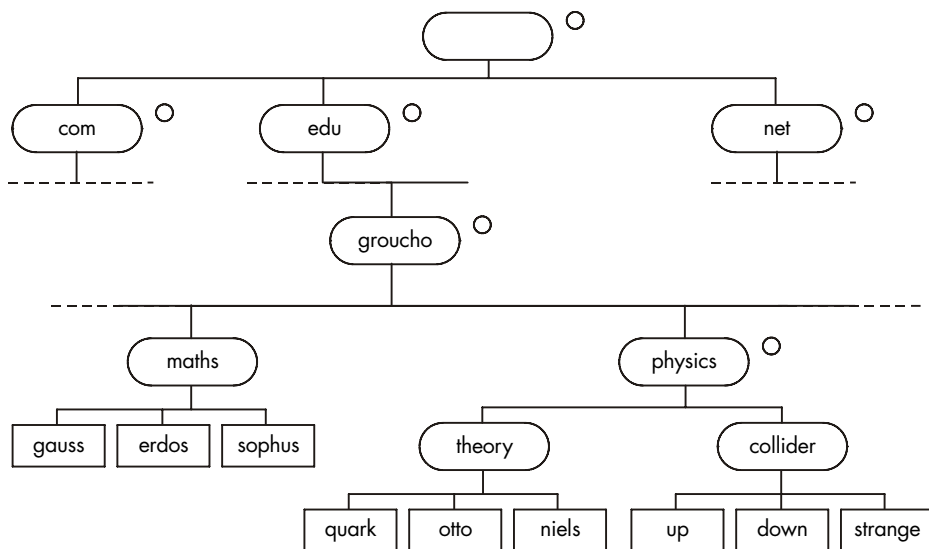 com edu net
groucho
maths physics
gauss erdos sophus theory collider
quark otto niels up down strange